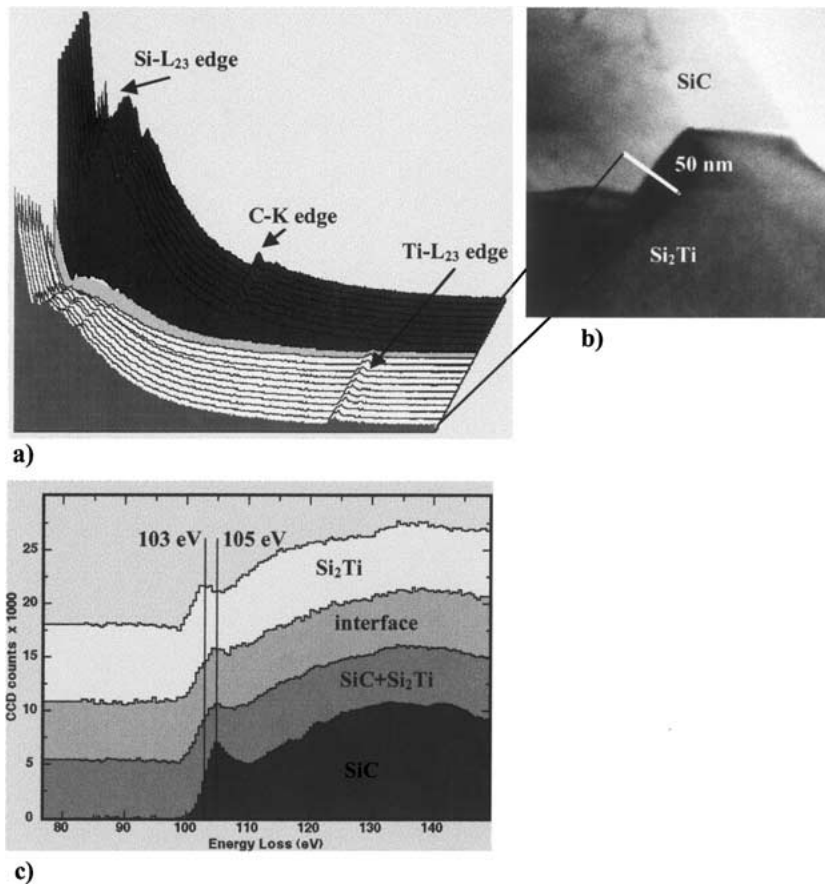 Si-L₂₃ edge
C-K edge
Ti-L₂₃ edge
a)
SiC
50 nm
Si₂Ti
b)
25
20
15
10
5
0
CCD counts x 1000
103 eV
105 eV
Si₂Ti
interface
SiC+Si₂Ti
SiC
80
90
100
110
120
130
140
Energy Loss (eV)
c)